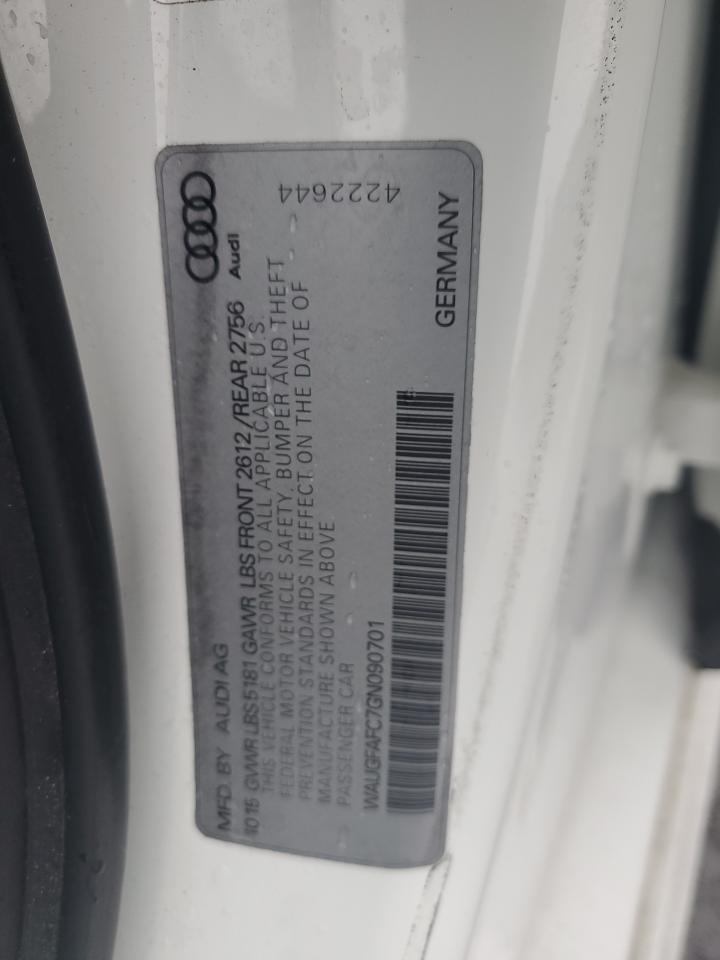 MFD BY AUDI AG
Audi
10 15 GVWR LBS 5181 GAWR LBS FRONT 2612 / REAR 2756
THIS VEHICLE CONFORMS TO ALL APPLICABLE U.S.
FEDERAL MOTOR VEHICLE SAFETY, BUMPER AND THEFT
PREVENTION STANDARDS IN EFFECT ON THE DATE OF
MANUFACTURE SHOWN ABOVE
PASSENGER CAR
4222644
WAUGFAFC7GN090701
GERMANY